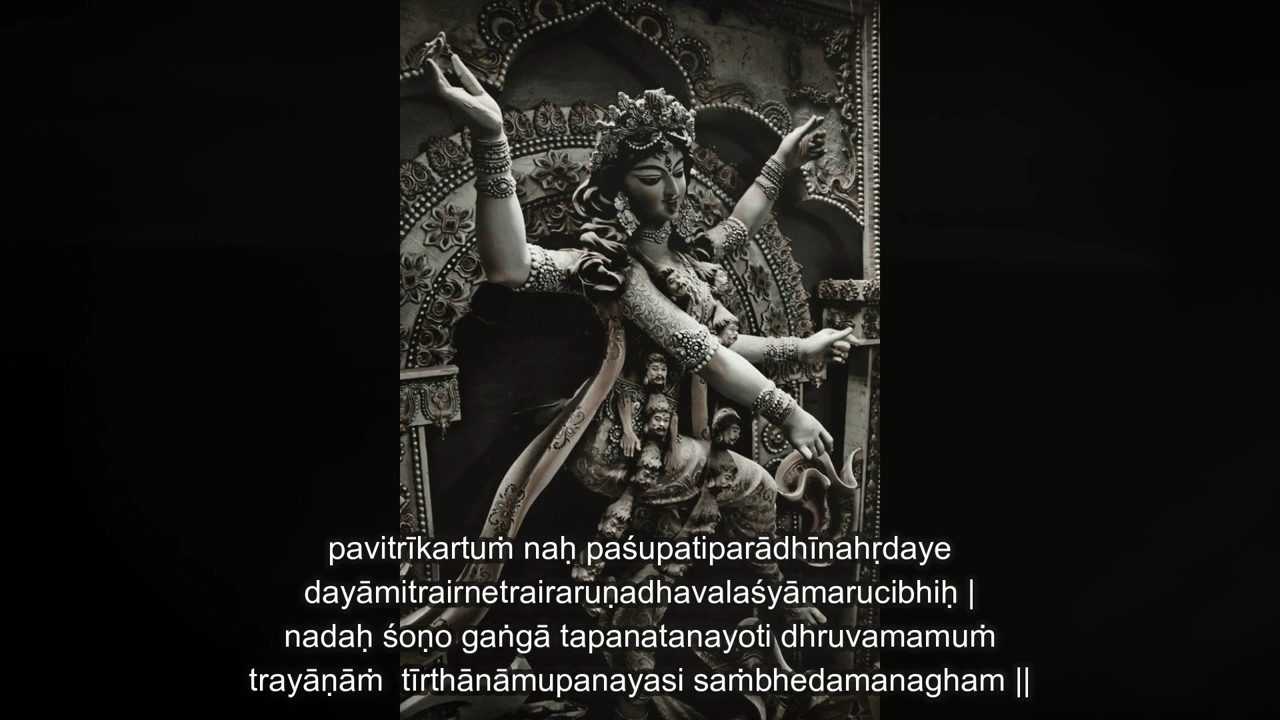 pavitrīkartuṁ naḥ paśupatiparādhīnahṛdaye
dayāmitrairnetrairaruṇadhavalaśyāmarucibhiḥ |
nadaḥ śoṇo gaṅgā tapanatanayoti dhruvamamuṁ
trayāṇāṁ  tīrthānāmupanayasi saṁbhedamanagham ||